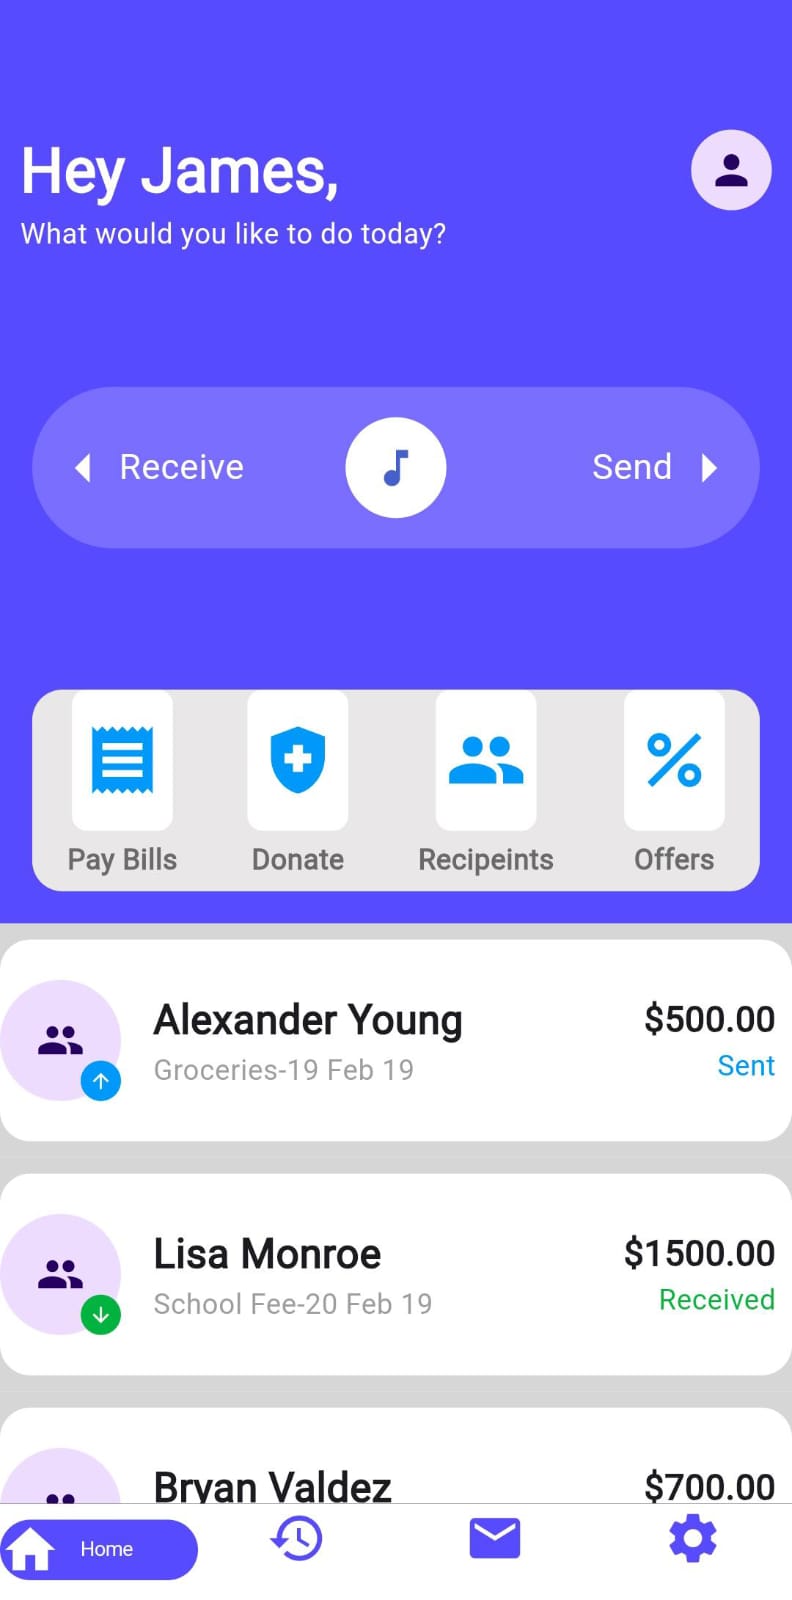 Hey James,
What would you like to do today?
Receive
Send
Pay Bills
Donate
Recipeints
Offers
Alexander Young
$500.00
Groceries-19 Feb 19
Sent
Lisa Monroe
$1500.00
School Fee-20 Feb 19
Received
Bryan Valdez
$700.00
Home